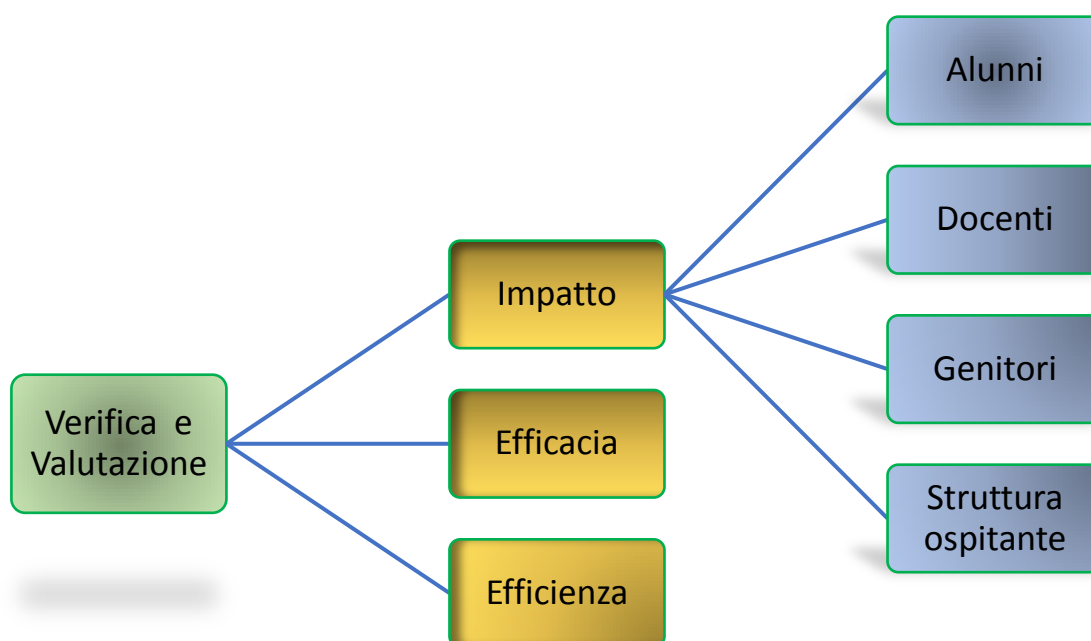 Verifica e
Valutazione
Impatto
Efficacia
Efficienza
Alunni
Docenti
Genitori
Struttura
ospitante